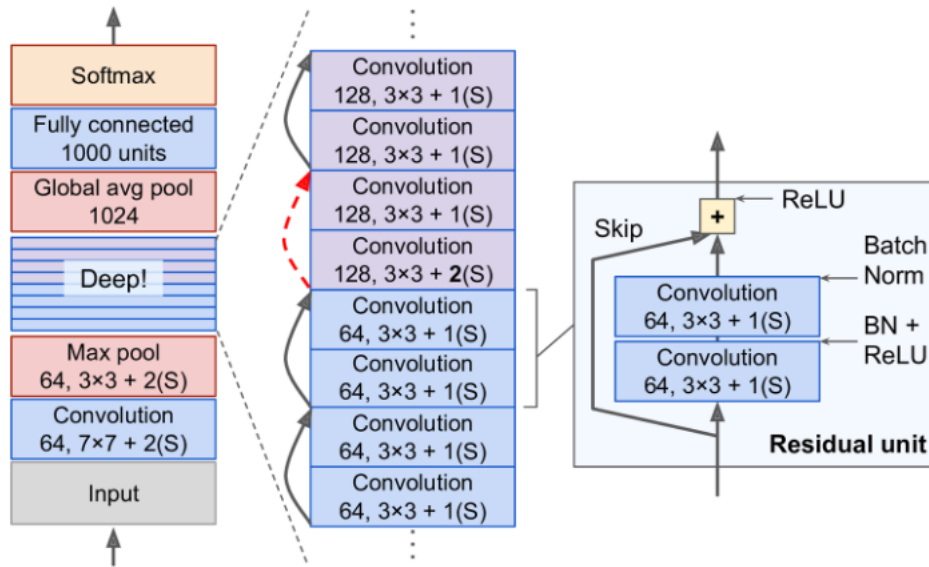 Softmax
Fully connected
1000 units
Global avg pool
1024
Deep!
Max pool
64, 3×3 + 2(S)
Convolution
64, 7×7 + 2(S)
Input
Convolution
128, 3×3 + 1(S)
Convolution
128, 3×3 + 1(S)
Convolution
128, 3×3 + 1(S)
Convolution
128, 3×3 + 2(S)
Convolution
64, 3×3 + 1(S)
Convolution
64, 3×3 + 1(S)
Convolution
64, 3×3 + 1(S)
Convolution
64, 3×3 + 1(S)
+
ReLU
Skip
Batch
Norm
Convolution
64, 3×3 + 1(S)
BN +
ReLU
Convolution
64, 3×3 + 1(S)
Residual unit